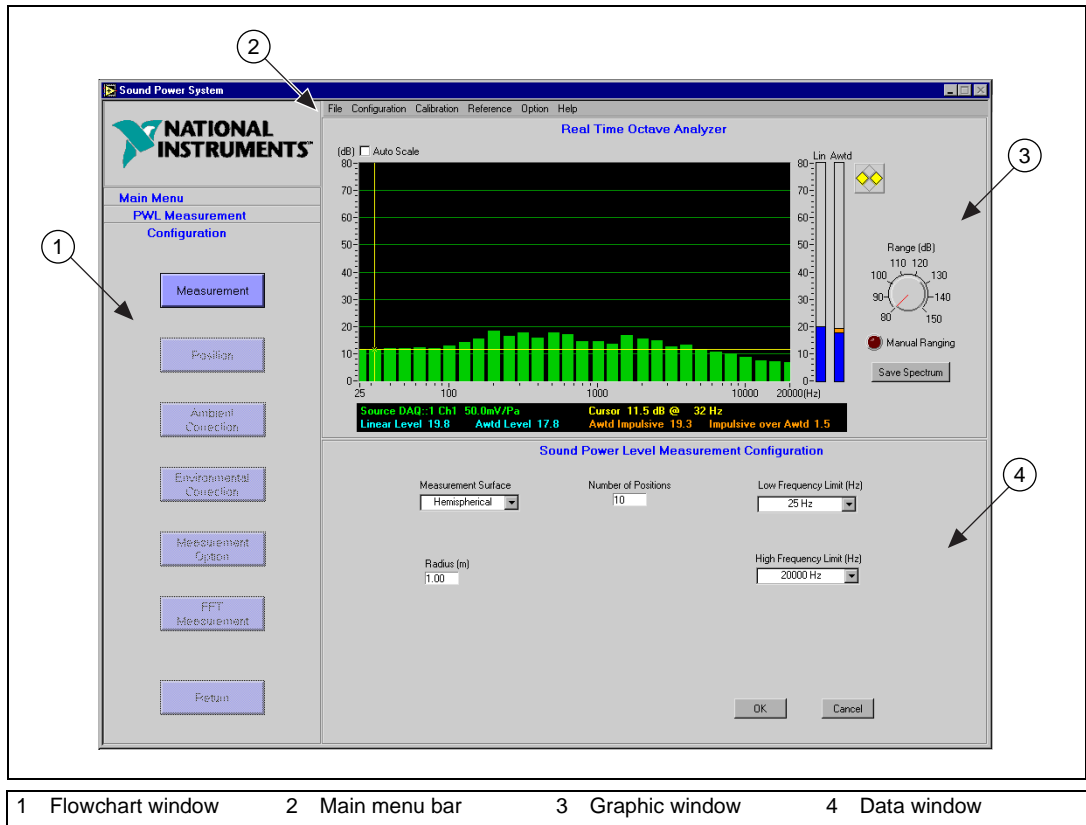 2
Sound Power System
NATIONAL
INSTRUMENTS™
File Configuration Calibration Reference Option Help
Real Time Octave Analyzer
(dB) Auto Scale
Lin Awtd
80
70
60
50
40
30
20
10
0
80
70
60
50
40
30
20
10
0
25 100 1000 10000 20000(Hz)
Source DAQ::1 Ch1 50.0mV/Pa Cursor 11.5 dB @ 32 Hz
Linear Level 19.8 Awtd Level 17.8 Awtd Impulsive 19.3 Impulsive over Awtd 1.5
3
Range (dB)
110 120
100 130
90 140
80 150
Manual Ranging
Save Spectrum
Main Menu
PWL Measurement
Configuration
1
Measurement
Position
Ambient
Correction
Environmental
Correction
Measurement
Option
FFT
Measurement
Return
Sound Power Level Measurement Configuration
Measurement Surface Number of Positions Low Frequency Limit (Hz)
Hemispherical 10 25 Hz
4
Radius (m) High Frequency Limit (Hz)
1.00 20000 Hz
OK Cancel
1 Flowchart window 2 Main menu bar 3 Graphic window 4 Data window